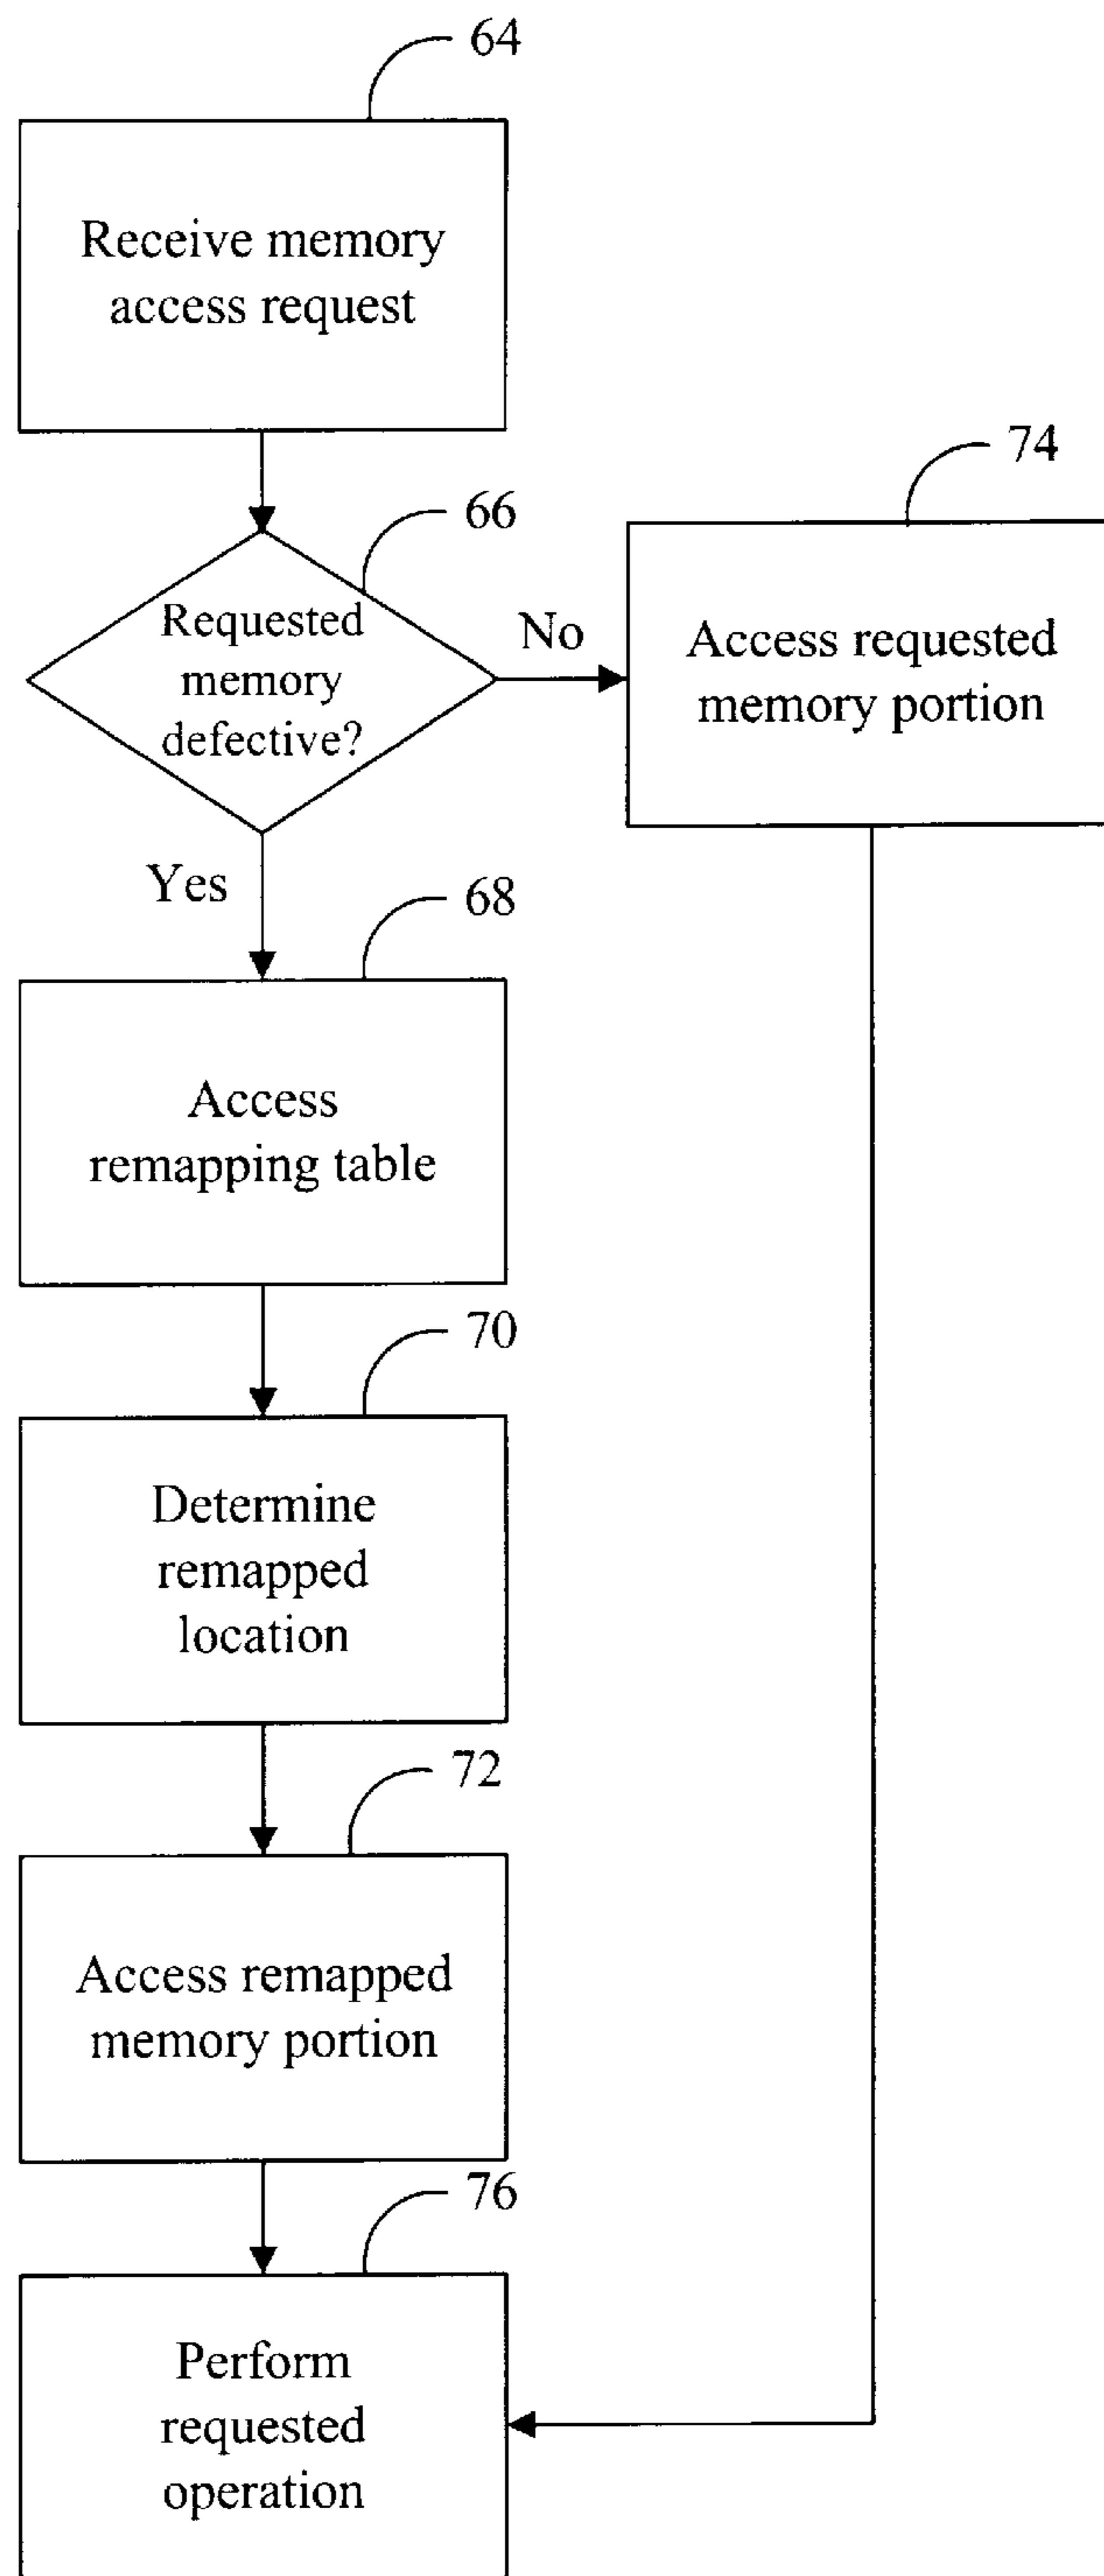 64
Receive memory
access request
66
Requested
memory
defective?
No
74
Access requested
memory portion
Yes
68
Access
remapping table
70
Determine
remapped
location
72
Access remapped
memory portion
76
Perform
requested
operation